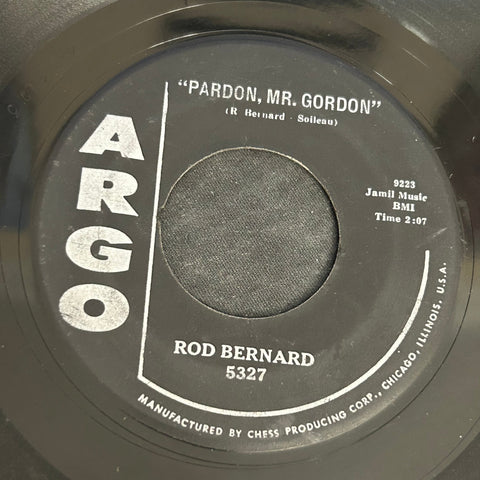 "PARDON, MR. GORDON"
(R Bernard - Soileau)
ARGO
9223
Jamil Music
BMI
Time 2:07
ROD BERNARD
5327
MANUFACTURED BY CHESS PRODUCING CORP., CHICAGO, ILLINOIS, U.S.A.